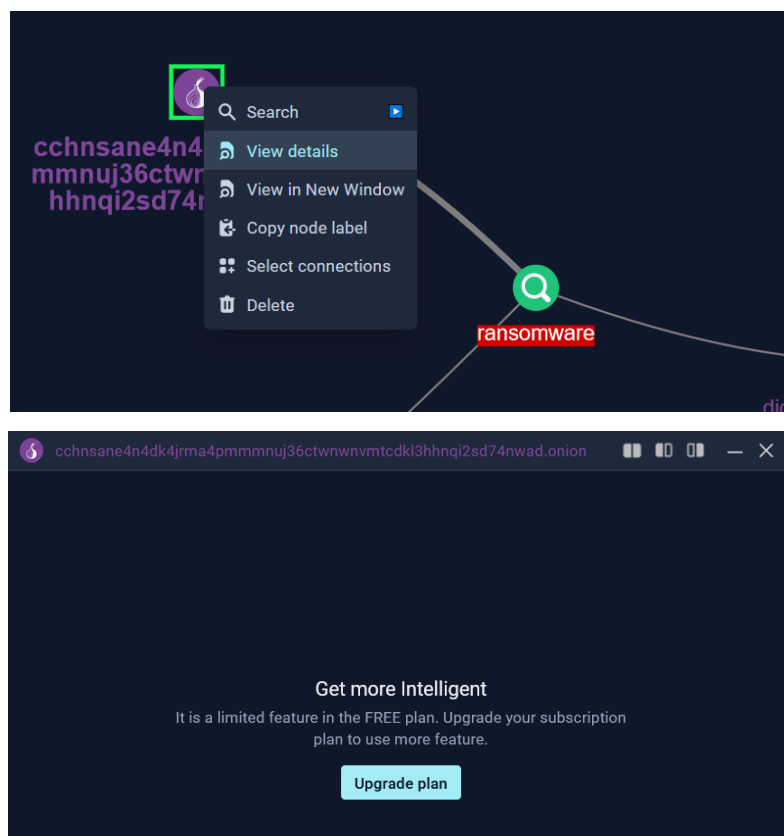 Search
cchnsane4n4
View details
mmmnuj36ctwn
View in New Window
hhnqi2sd74n
Copy node label
Select connections
Delete
ransomware
dic
cchnsane4n4dk4jrma4pmmmnuj36ctwnwnvmtcdkl3hhnqi2sd74nwad.onion
Get more Intelligent
It is a limited feature in the FREE plan. Upgrade your subscription
plan to use more feature.
Upgrade plan